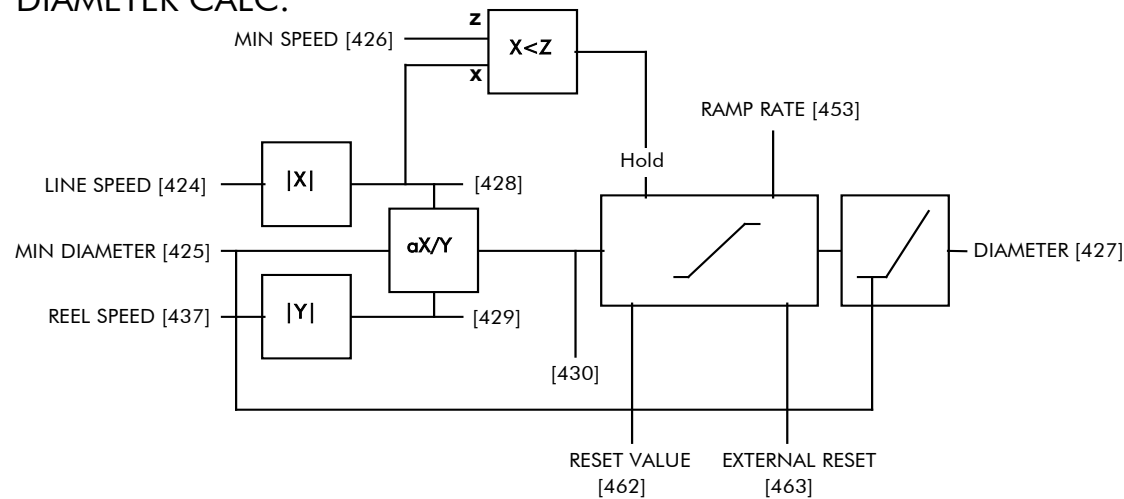 DIAMETER CALC.
z
MIN SPEED [426]
X<Z
x
RAMP RATE [453]
Hold
LINE SPEED [424]
|X|
[428]
MIN DIAMETER [425]
aX/Y
DIAMETER [427]
REEL SPEED [437]
|Y|
[429]
[430]
RESET VALUE
[462]
EXTERNAL RESET
[463]